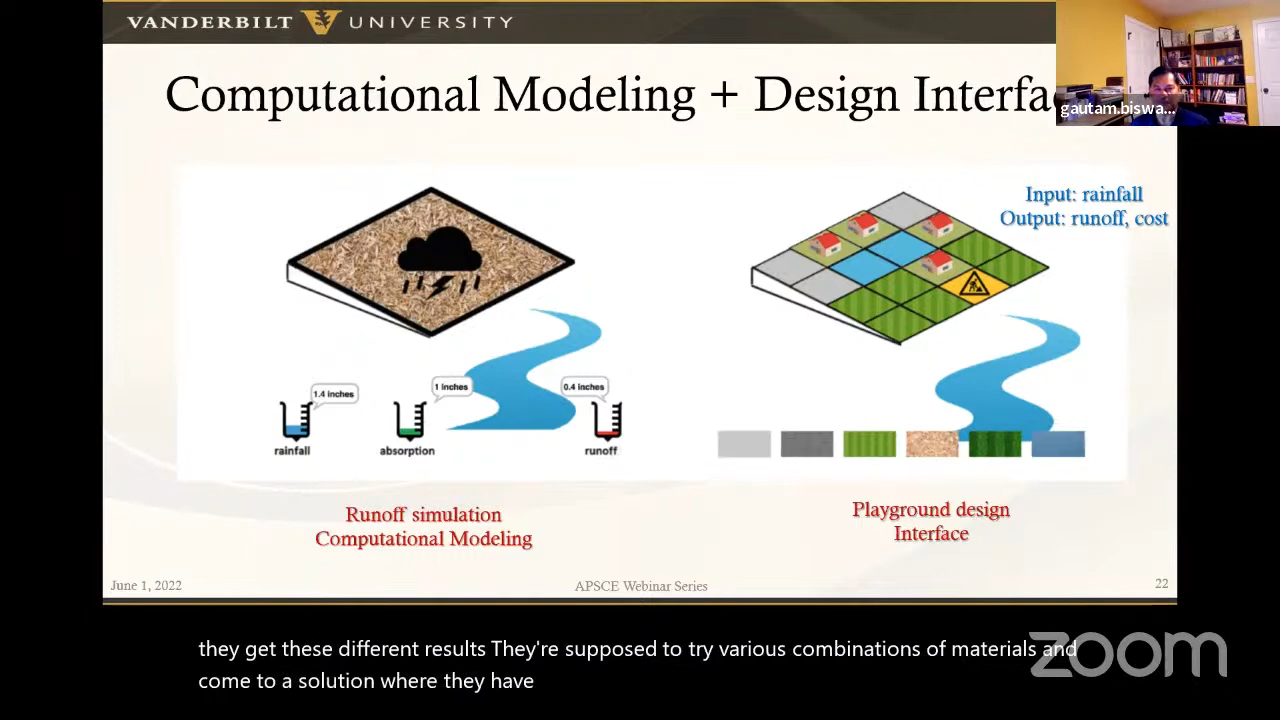 VANDERBILT UNIVERSITY
Computational Modeling + Design Interfa
gautam.biswa...
Input: rainfall
Output: runoff, cost
1.4 inches
1 inches
0.4 inches
rainfall
absorption
runoff
Runoff simulation
Computational Modeling
Playground design
Interface
June 1, 2022
APSCE Webinar Series
22
they get these different results They're supposed to try various combinations of materials and
come to a solution where they have
zoom